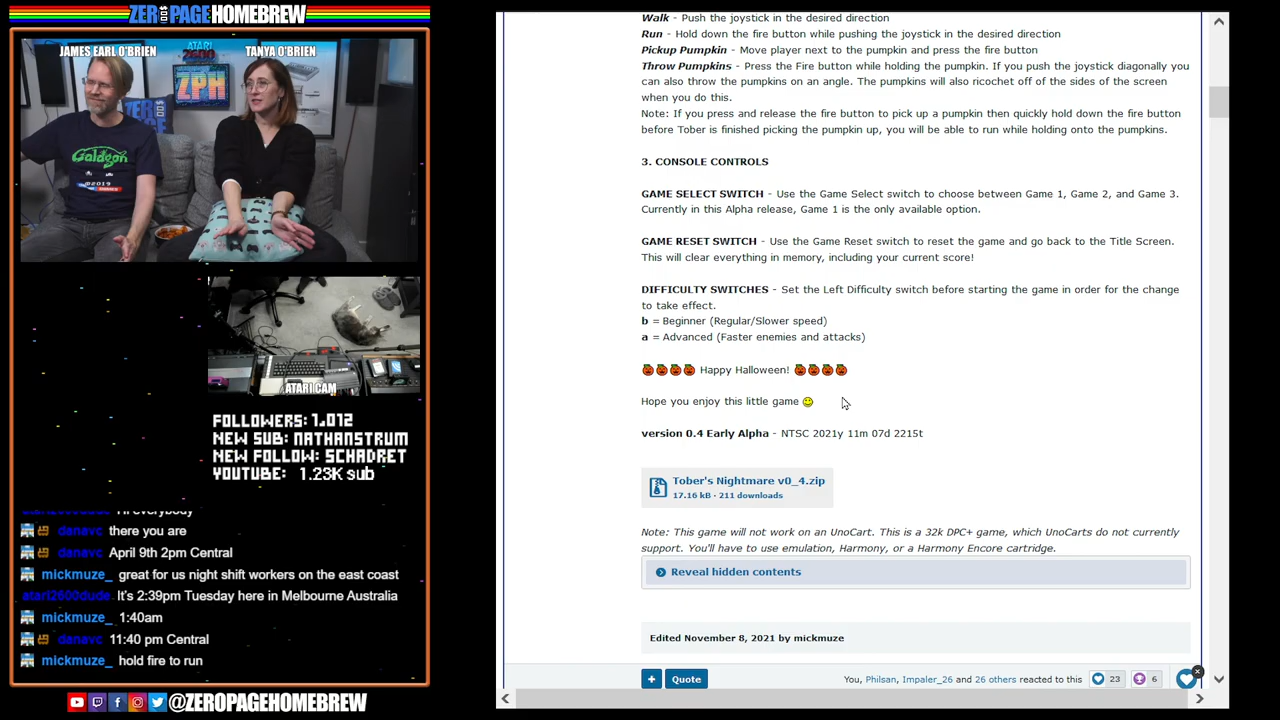 ZERO PAGE HOMEBREW
JAMES EARL O'BRIEN
TANYA O'BRIEN
ATARI
ZPH
Galagon
©2019
ATARI CAM
FOLLOWERS: 1,012
NEW SUB: NATHANSTRUM
NEW FOLLOW: SCHADRET
YOUTUBE: 1.23K sub
Hi everybody
danavc there you are
danavc April 9th 2pm Central
mickmuze_ great for us night shift workers on the east coast
atari2600dude It's 2:39pm Tuesday here in Melbourne Australia
mickmuze_ 1:40am
danavc 11:40 pm Central
mickmuze_ hold fire to run
@ZEROPAGEHOMEBREW
Walk - Push the joystick in the desired direction
Run - Hold down the fire button while pushing the joystick in the desired direction
Pickup Pumpkin - Move player next to the pumpkin and press the fire button
Throw Pumpkins - Press the Fire button while holding the pumpkin. If you push the joystick diagonally you
can also throw the pumpkins on an angle. The pumpkins will also ricochet off of the sides of the screen
when you do this.
Note: If you press and release the fire button to pick up a pumpkin then quickly hold down the fire button
before Tober is finished picking the pumpkin up, you will be able to run while holding onto the pumpkins.
3. CONSOLE CONTROLS
GAME SELECT SWITCH - Use the Game Select switch to choose between Game 1, Game 2, and Game 3.
Currently in this Alpha release, Game 1 is the only available option.
GAME RESET SWITCH - Use the Game Reset switch to reset the game and go back to the Title Screen.
This will clear everything in memory, including your current score!
DIFFICULTY SWITCHES - Set the Left Difficulty switch before starting the game in order for the change
to take effect.
b = Beginner (Regular/Slower speed)
a = Advanced (Faster enemies and attacks)
🎃🎃🎃🎃 Happy Halloween! 🎃🎃🎃🎃
Hope you enjoy this little game 🙂
version 0.4 Early Alpha - NTSC 2021y 11m 07d 2215t
Tober's Nightmare v0_4.zip
17.16 kB · 211 downloads
Note: This game will not work on an UnoCart. This is a 32k DPC+ game, which UnoCarts do not currently
support. You'll have to use emulation, Harmony, or a Harmony Encore cartridge.
Reveal hidden contents
Edited November 8, 2021 by mickmuze
+ Quote
You, Philsan, Impaler_26 and 26 others reacted to this 23 6